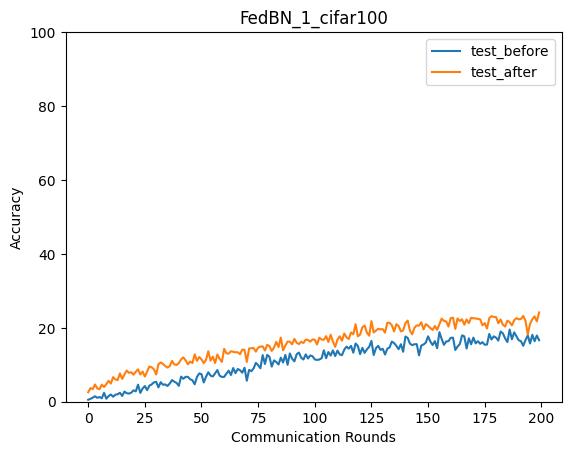 FedBN_1_cifar100
test_before
test_after
Accuracy
100
80
60
40
20
0
0 25 50 75 100 125 150 175 200
Communication Rounds